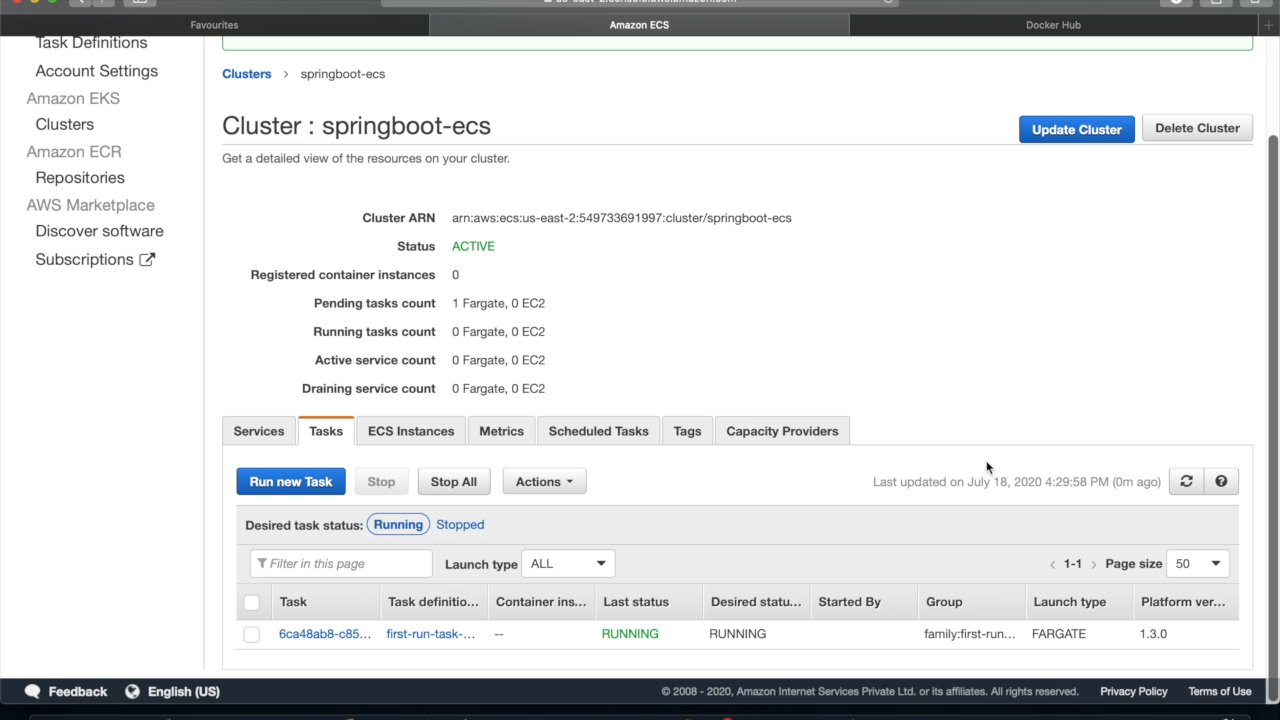 Favourites
Amazon ECS
Docker Hub
Task Definitions
Account Settings
Amazon EKS
Clusters
Amazon ECR
Repositories
AWS Marketplace
Discover software
Subscriptions
Clusters > springboot-ecs
Cluster : springboot-ecs
Update Cluster
Delete Cluster
Get a detailed view of the resources on your cluster.
Cluster ARN arn:aws:ecs:us-east-2:549733691997:cluster/springboot-ecs
Status ACTIVE
Registered container instances 0
Pending tasks count 1 Fargate, 0 EC2
Running tasks count 0 Fargate, 0 EC2
Active service count 0 Fargate, 0 EC2
Draining service count 0 Fargate, 0 EC2
Services Tasks ECS Instances Metrics Scheduled Tasks Tags Capacity Providers
Run new Task Stop Stop All Actions Last updated on July 18, 2020 4:29:58 PM (0m ago)
Desired task status: Running Stopped
Filter in this page Launch type ALL < 1-1 > Page size 50
Task Task definitio... Container ins... Last status Desired statu... Started By Group Launch type Platform ver...
6ca48ab8-c85... first-run-task-... -- RUNNING RUNNING family:first-run... FARGATE 1.3.0
Feedback English (US) © 2008 - 2020, Amazon Internet Services Private Ltd. or its affiliates. All rights reserved. Privacy Policy Terms of Use